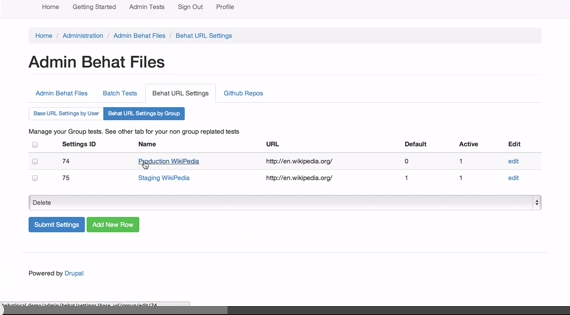 Home Getting Started Admin Tests Sign Out Profile
Home / Administration / Admin Behat Files / Behat URL Settings
Admin Behat Files
Admin Behat Files Batch Tests Behat URL Settings Github Repos
Base URL Settings by User Behat URL Settings by Group
Manage your Group tests. See other tab for your non group replated tests
Settings ID Name URL Default Active Edit
74 Production WikiPedia http://en.wikipedia.org/ 0 1 edit
75 Staging WikiPedia http://en.wikipedia.org/ 1 1 edit
Delete
Submit Settings Add New Row
Powered by Drupal